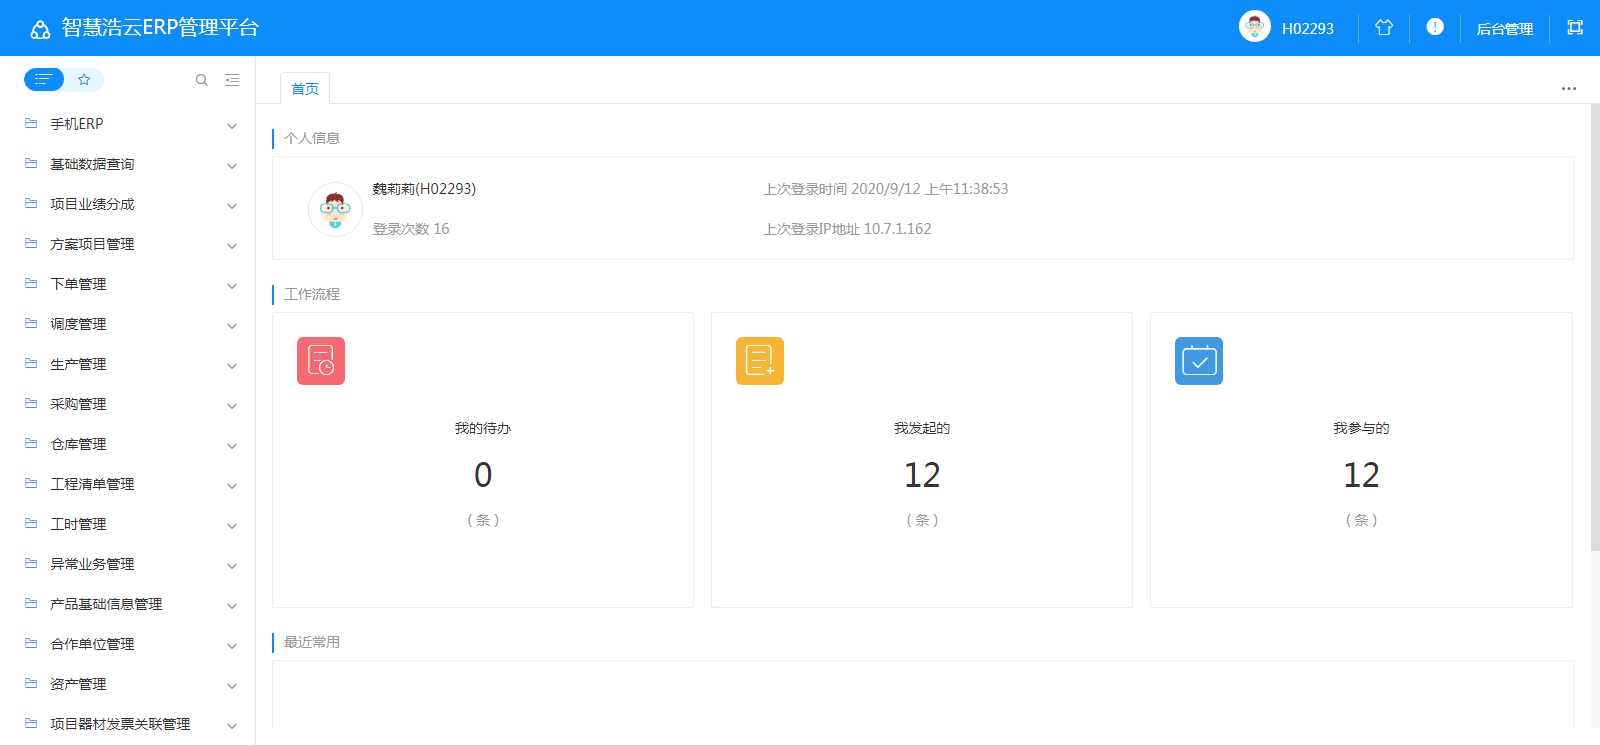 智慧浩云ERP管理平台
H02293
后台管理
首页
手机ERP
基础数据查询
项目业绩分成
方案项目管理
下单管理
调度管理
生产管理
采购管理
仓库管理
工程清单管理
工时管理
异常业务管理
产品基础信息管理
合作单位管理
资产管理
项目器材发票关联管理
个人信息
魏莉莉(H02293)
上次登录时间 2020/9/12 上午11:38:53
登录次数 16
上次登录IP地址 10.7.1.162
工作流程
我的待办
0
（条）
我发起的
12
（条）
我参与的
12
（条）
最近常用